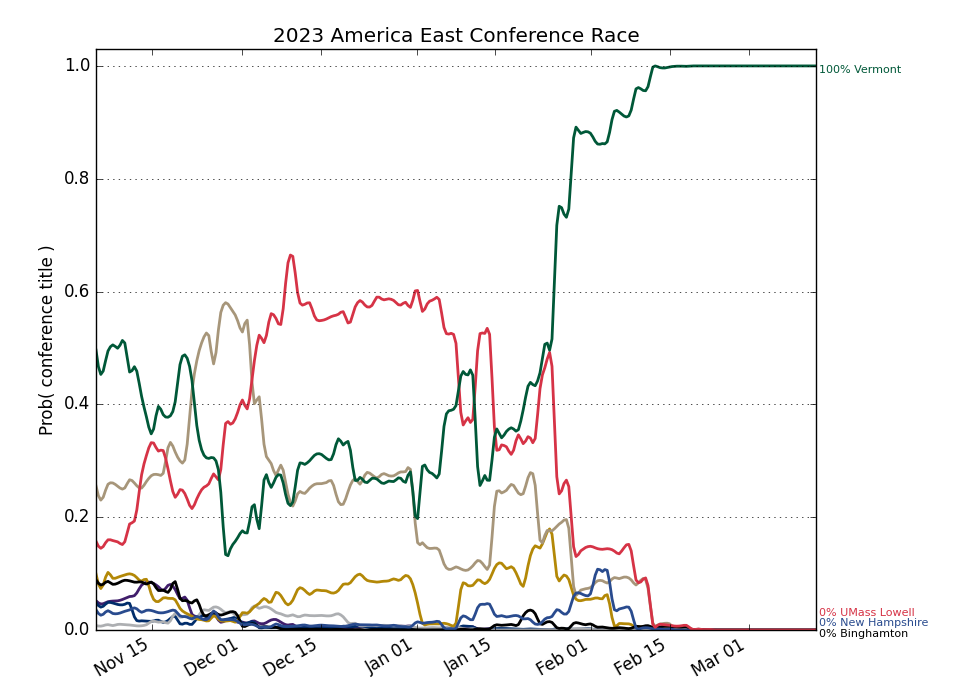 2023 America East Conference Race
Prob( conference title )
1.0
0.8
0.6
0.4
0.2
0.0
100% Vermont
0% UMass Lowell
0% New Hampshire
0% Binghamton
Nov 15
Dec 01
Dec 15
Jan 01
Jan 15
Feb 01
Feb 15
Mar 01